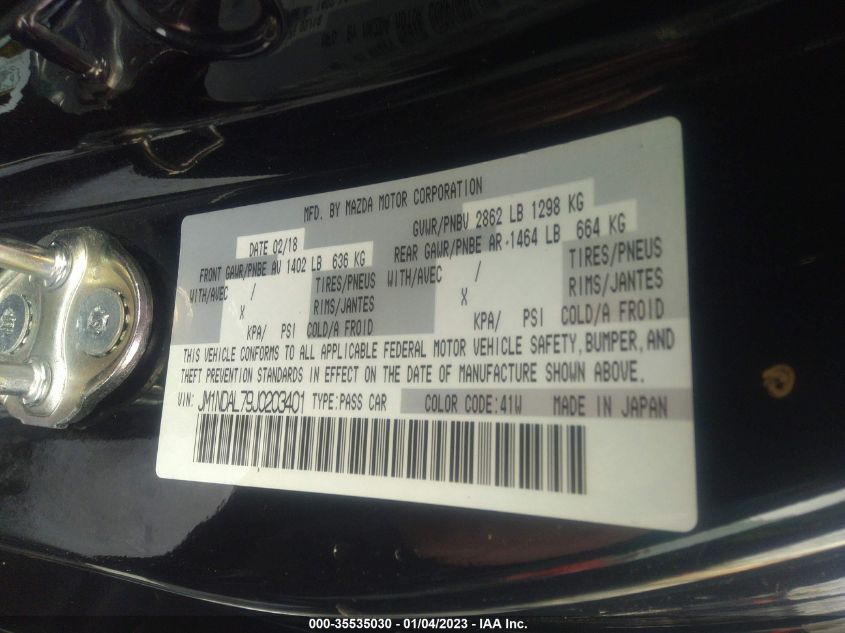 MFD. BY MAZDA MOTOR CORPORATION
DATE 02/18 GVWR/PNBV 2862 LB 1298 KG
FRONT GAWR/PNBE AV 1402 LB 636 KG REAR GAWR/PNBE AR 1464 LB 664 KG
WITH/AVEC / TIRES/PNEUS WITH/AVEC / TIRES/PNEUS
X RIMS/JANTES X RIMS/JANTES
KPA/ PSI COLD/A FROID KPA/ PSI COLD/A FROID
THIS VEHICLE CONFORMS TO ALL APPLICABLE FEDERAL MOTOR VEHICLE SAFETY, BUMPER, AND
THEFT PREVENTION STANDARDS IN EFFECT ON THE DATE OF MANUFACTURE SHOWN ABOVE.
VIN: JM1NDAL79J0203401 TYPE:PASS CAR COLOR CODE:41W MADE IN JAPAN
000-35535030 - 01/04/2023 - IAA Inc.